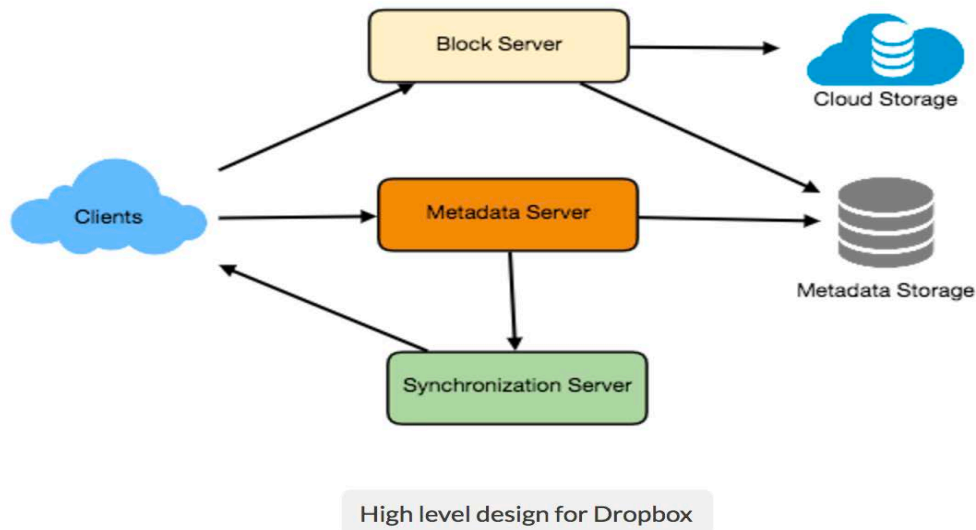 Block Server
Cloud Storage
Clients
Metadata Server
Metadata Storage
Synchronization Server
High level design for Dropbox